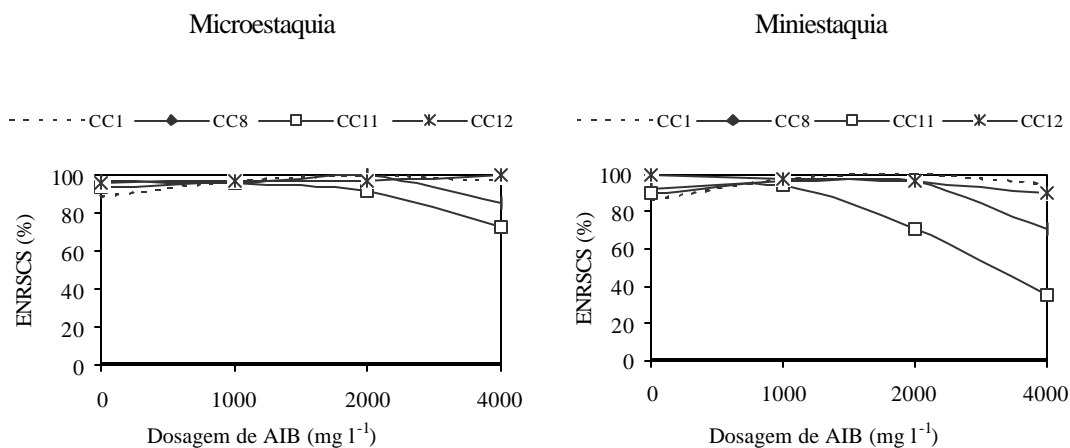 Microestaquia
CC1 CC8 CC11 CC12
ENRSCS (%)
100
80
60
40
20
0
0 1000 2000 4000
Dosagem de AIB (mg l⁻¹)
Miniestaquia
CC1 CC8 CC11 CC12
ENRSCS (%)
100
80
60
40
20
0
0 1000 2000 4000
Dosagem de AIB (mg l⁻¹)